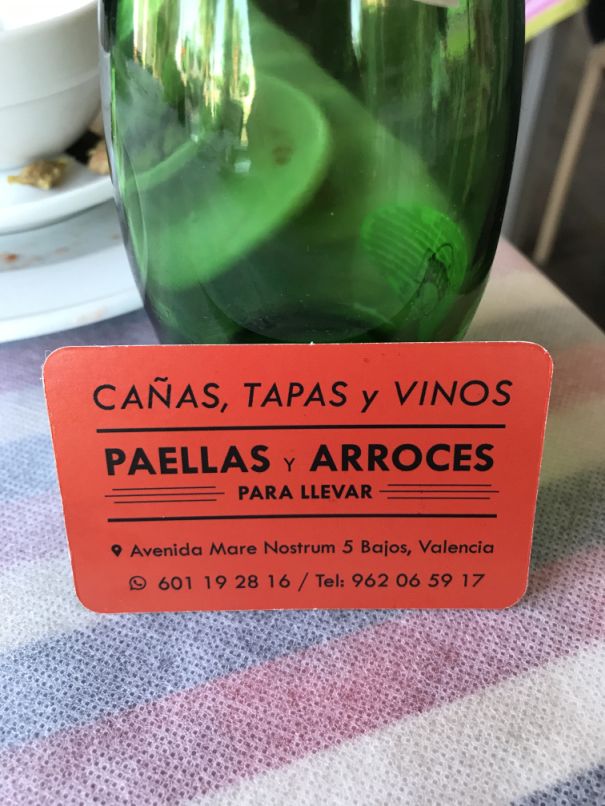 CAÑAS, TAPAS y VINOS
PAELLAS Y ARROCES
PARA LLEVAR
Avenida Mare Nostrum 5 Bajos, Valencia
601 19 28 16 / Tel: 962 06 59 17